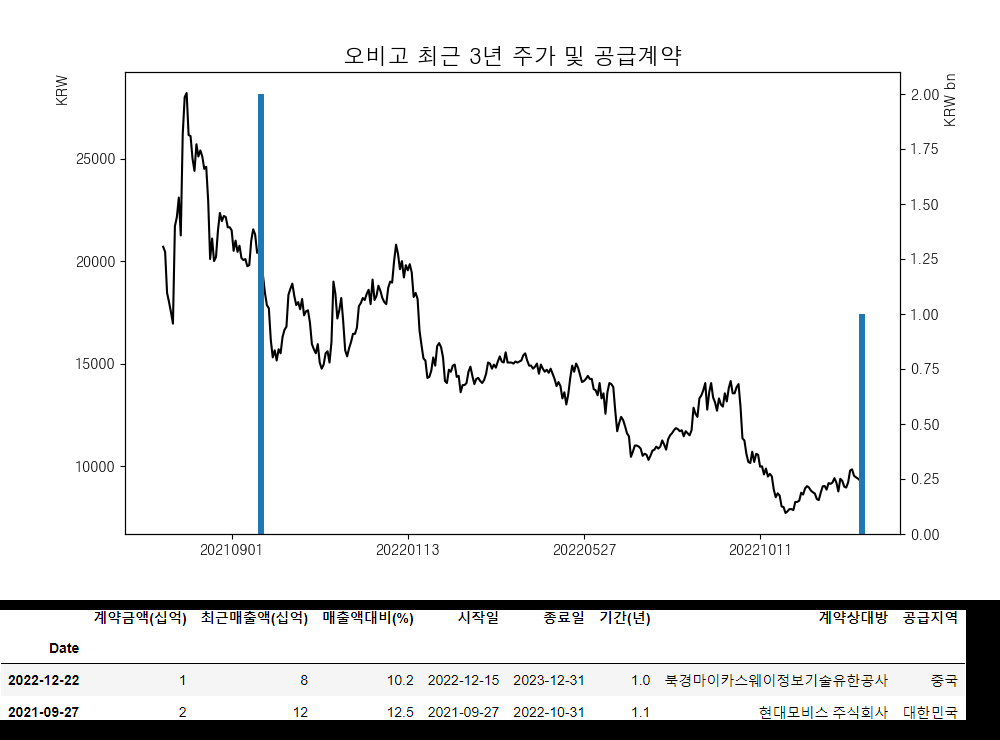 오비고 최근 3년 주가 및 공급계약
KRW
KRW bn
25000
20000
15000
10000
2.00
1.75
1.50
1.25
1.00
0.75
0.50
0.25
0.00
20210901 20220113 20220527 20221011
계약금액(십억) 최근매출액(십억) 매출액대비(%) 시작일 종료일 기간(년) 계약상대방 공급지역
Date
2022-12-22 1 8 10.2 2022-12-15 2023-12-31 1.0 북경마이카스웨이정보기술유한공사 중국
2021-09-27 2 12 12.5 2021-09-27 2022-10-31 1.1 현대모비스 주식회사 대한민국